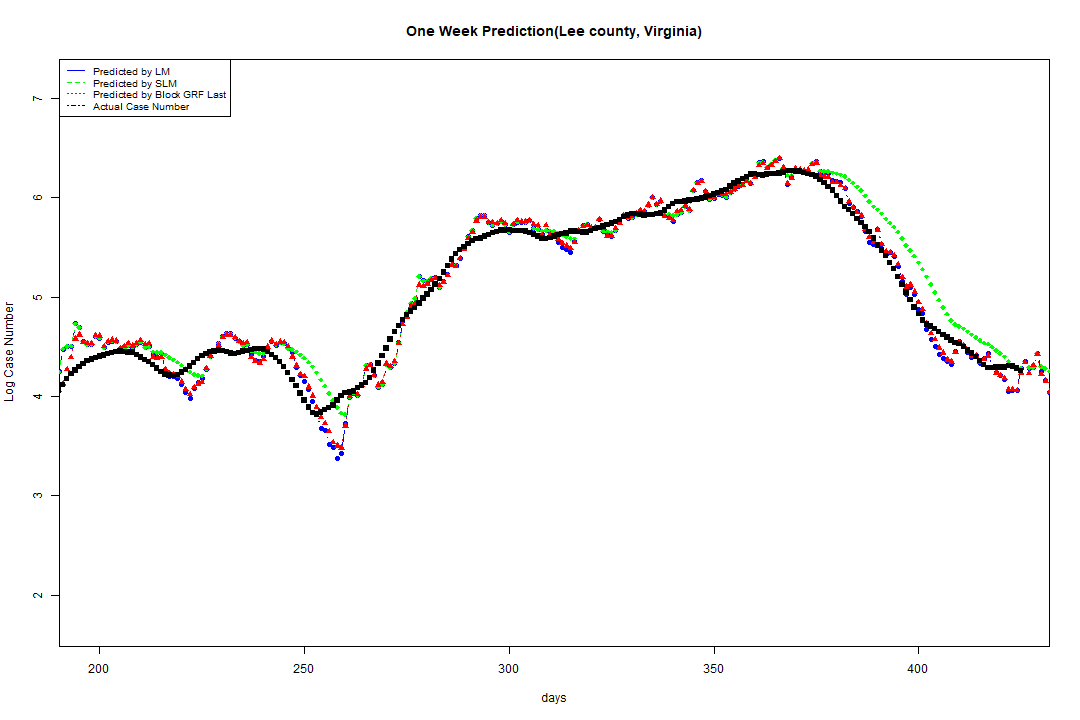 One Week Prediction(Lee county, Virginia)
Predicted by LM
Predicted by SLM
Predicted by Block GRF Last
Actual Case Number
7
6
5
4
3
2
Log Case Number
200 250 300 350 400
days